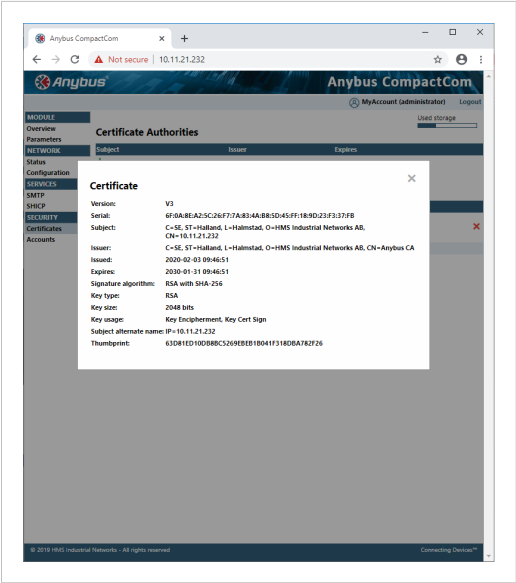 Anybus CompactCom
Not secure
10.11.21.232
Anybus
Anybus CompactCom
MyAccount (administrator)
Logout
MODULE
Overview
Parameters
NETWORK
Status
Configuration
SERVICES
SMTP
SHICP
SECURITY
Certificates
Accounts
Used storage
Certificate Authorities
Subject Issuer Expires
Certificate
Version: V3
Serial: 6F:0A:8E:A2:5C:26:F7:7A:83:4A:B8:5D:45:FF:18:9D:23:F3:37:FB
Subject: C=SE, ST=Halland, L=Halmstad, O=HMS Industrial Networks AB,
CN=10.11.21.232
Issuer: C=SE, ST=Halland, L=Halmstad, O=HMS Industrial Networks AB, CN=Anybus CA
Issued: 2020-02-03 09:46:51
Expires: 2030-01-31 09:46:51
Signature algorithm: RSA with SHA-256
Key type: RSA
Key size: 2048 bits
Key usage: Key Encipherment, Key Cert Sign
Subject alternate name: IP=10.11.21.232
Thumbprint: 63D81ED10DB8BC5269EBEB1B041F318DBA782F26
© 2019 HMS Industrial Networks - All rights reserved
Connecting Devices™